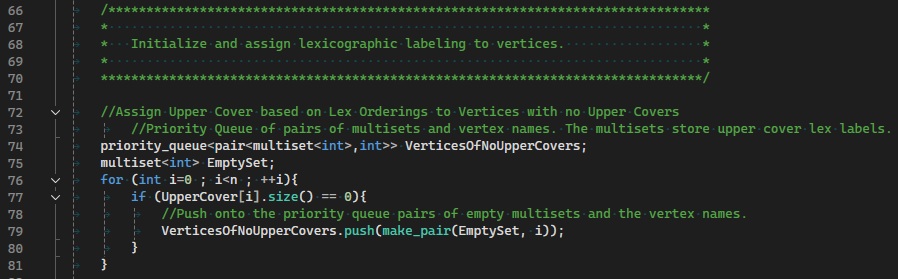 66 /*******************************************************************************
67 * *
68 * Initialize and assign lexicographic labeling to vertices. *
69 * *
70 *******************************************************************************/
71
72 //Assign Upper Cover based on Lex Orderings to Vertices with no Upper Covers
73 //Priority Queue of pairs of multisets and vertex names. The multisets store upper cover lex labels.
74 priority_queue<pair<multiset<int>,int>> VerticesOfNoUpperCovers;
75 multiset<int> EmptySet;
76 for (int i=0 ; i<n ; ++i){
77 if (UpperCover[i].size() == 0){
78 //Push onto the priority queue pairs of empty multisets and the vertex names.
79 VerticesOfNoUpperCovers.push(make_pair(EmptySet, i));
80 }
81 }